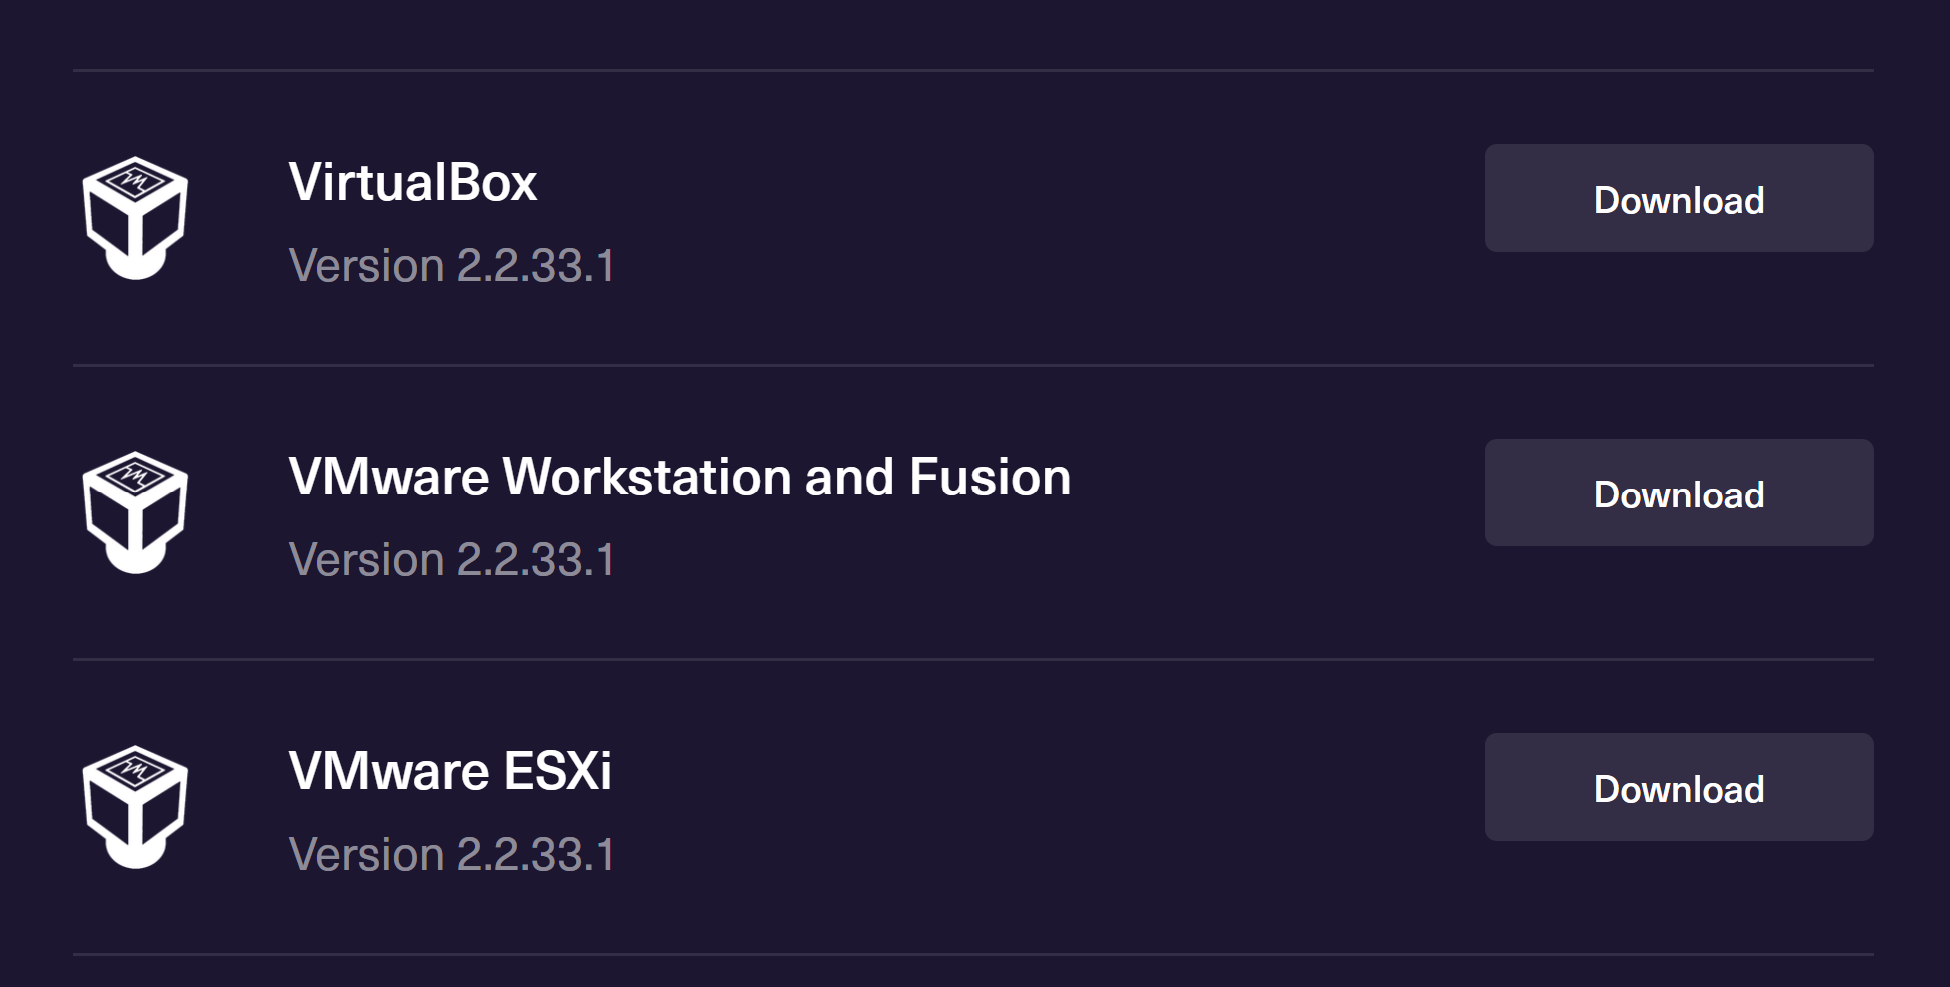 VirtualBox
Download
Version 2.2.33.1
VMware Workstation and Fusion
Download
Version 2.2.33.1
VMware ESXi
Download
Version 2.2.33.1